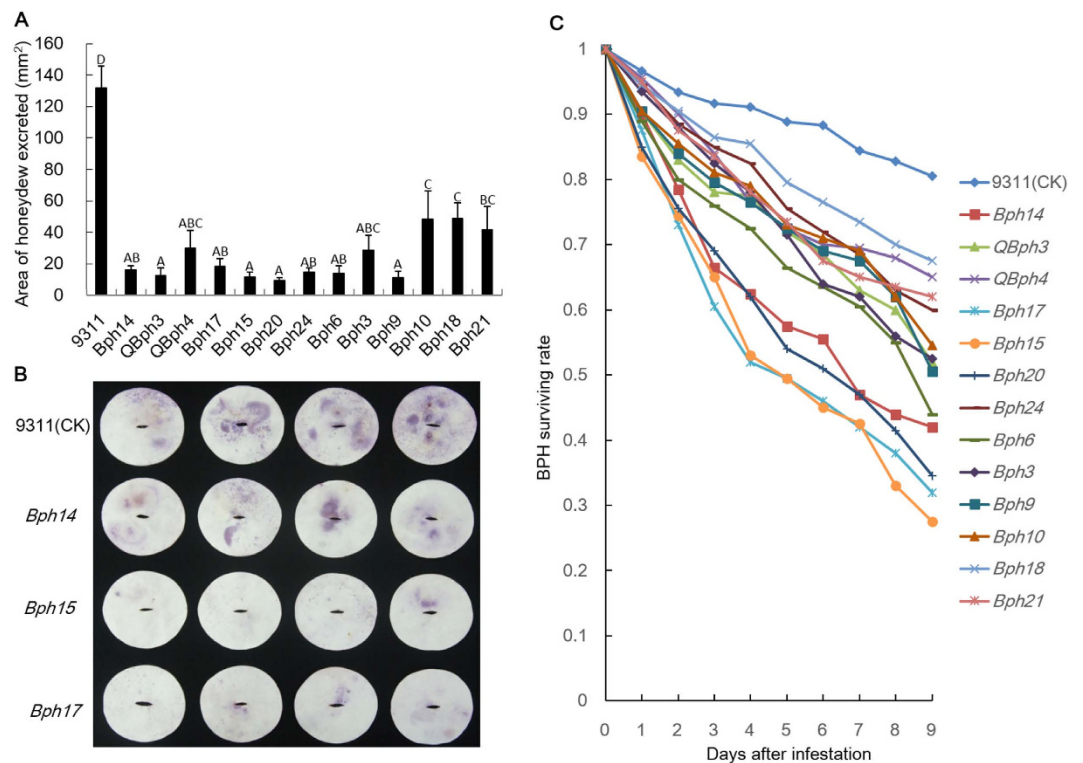 A
Area of honeydew excreted (mm²)
160
140
120
100
80
60
40
20
0
D
AB
A
ABC
AB
A
A
AB
AB
ABC
A
C
C
BC
9311
Bph14
QBph3
QBph4
Bph17
Bph15
Bph20
Bph24
Bph6
Bph3
Bph9
Bph10
Bph18
Bph21
B
9311(CK)
Bph14
Bph15
Bph17
C
BPH surviving rate
1
0.9
0.8
0.7
0.6
0.5
0.4
0.3
0.2
0.1
0
0 1 2 3 4 5 6 7 8 9
Days after infestation
9311(CK)
Bph14
QBph3
QBph4
Bph17
Bph15
Bph20
Bph24
Bph6
Bph3
Bph9
Bph10
Bph18
Bph21